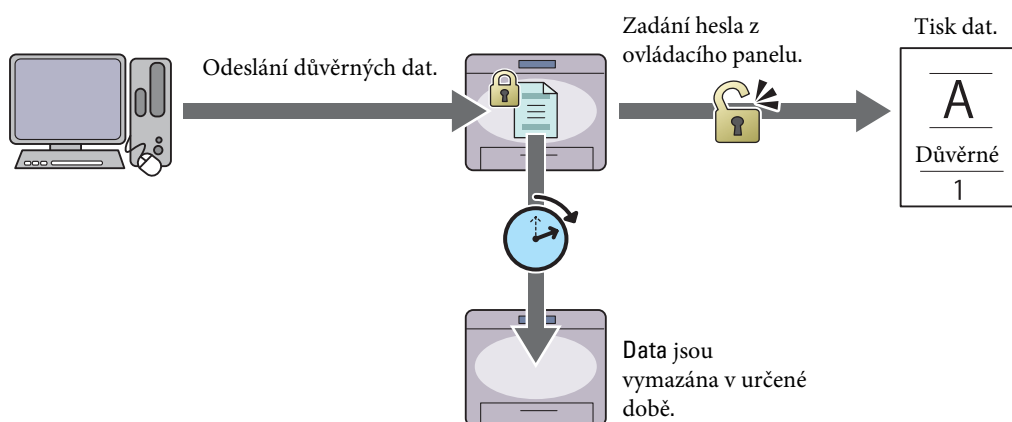 Odeslání důvěrných dat.
Zadání hesla z
ovládacího panelu.
Tisk dat.
A
Důvěrné
1
Data jsou
vymazána v určené
době.